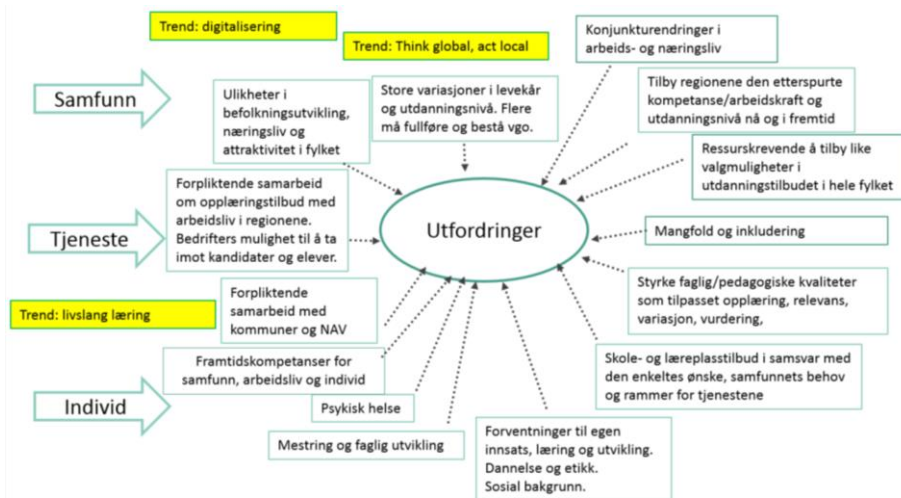 Trend: digitalisering
Trend: Think global, act local
Konjunkturendringer i
arbeids- og næringsliv
Samfunn
Ulikheter i
befolkningsutvikling,
næringsliv og
attraktivitet i fylket
Store variasjoner i levekår
og utdanningsnivå. Flere
må fullføre og bestå vgo.
Tilby regionene den etterspurte
kompetanse/arbeidskraft og
utdanningsnivå nå og i fremtid
Ressurskrevende å tilby like
valgmuligheter i
utdanningstilbudet i hele fylket
Tjeneste
Forpliktende samarbeid
om opplæringstilbud med
arbeidsliv i regionene.
Bedrifters mulighet til å ta
imot kandidater og elever.
Utfordringer
Mangfold og inkludering
Styrke faglig/pedagogiske kvaliteter
som tilpasset opplæring, relevans,
variasjon, vurdering,
Trend: livslang læring
Forpliktende
samarbeid med
kommuner og NAV
Skole- og læreplasstilbud i samsvar med
den enkeltes ønske, samfunnets behov
og rammer for tjenestene
Individ
Framtidskompetanser for
samfunn, arbeidsliv og individ
Psykisk helse
Mestring og faglig utvikling
Forventninger til egen
innsats, læring og utvikling.
Dannelse og etikk.
Sosial bakgrunn.